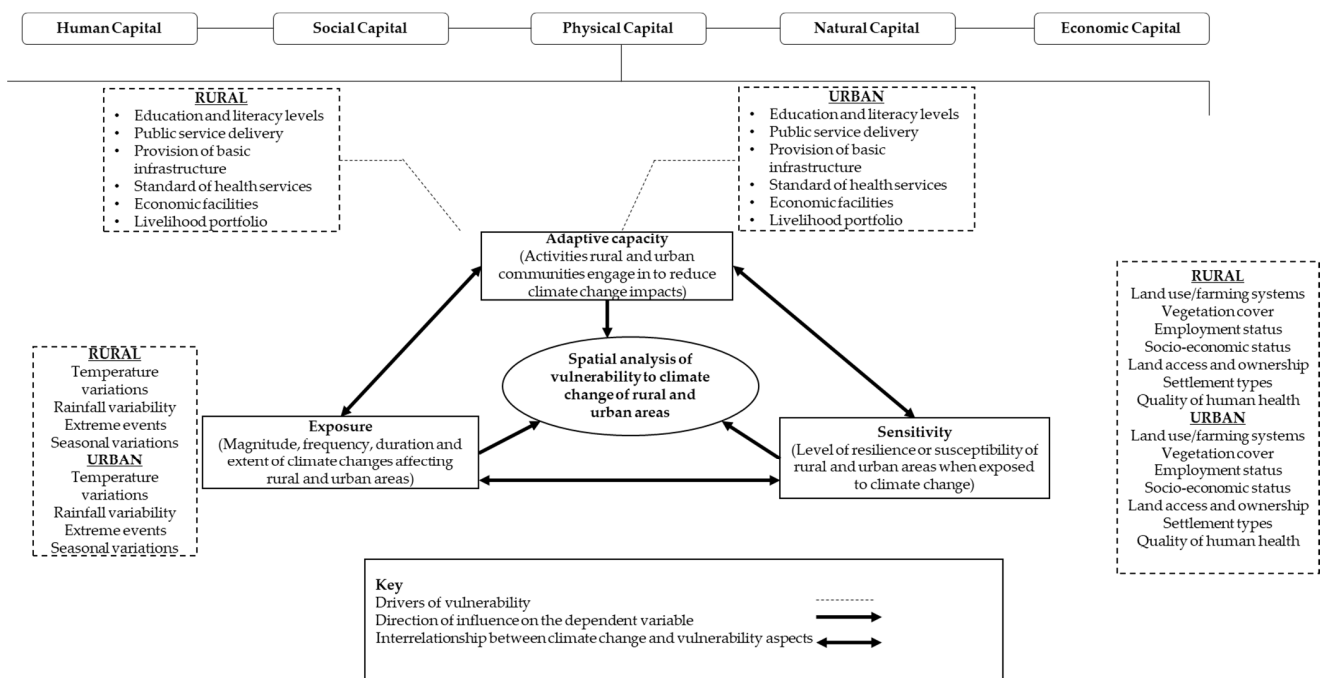 Human Capital
Social Capital
Physical Capital
Natural Capital
Economic Capital
RURAL
• Education and literacy levels
• Public service delivery
• Provision of basic
infrastructure
• Standard of health services
• Economic facilities
• Livelihood portfolio
URBAN
• Education and literacy levels
• Public service delivery
• Provision of basic
infrastructure
• Standard of health services
• Economic facilities
• Livelihood portfolio
Adaptive capacity
(Activities rural and urban
communities engage in to reduce
climate change impacts)
RURAL
Temperature
variations
Rainfall variability
Extreme events
Seasonal variations
URBAN
Temperature
variations
Rainfall variability
Extreme events
Seasonal variations
Spatial analysis of
vulnerability to climate
change of rural and
urban areas
Exposure
(Magnitude, frequency, duration and
extent of climate changes affecting
rural and urban areas)
Sensitivity
(Level of resilience or susceptibility of
rural and urban areas when exposed
to climate change)
RURAL
Land use/farming systems
Vegetation cover
Employment status
Socio-economic status
Land access and ownership
Settlement types
Quality of human health
URBAN
Land use/farming systems
Vegetation cover
Employment status
Socio-economic status
Land access and ownership
Settlement types
Quality of human health
Key
Drivers of vulnerability
Direction of influence on the dependent variable
Interrelationship between climate change and vulnerability aspects